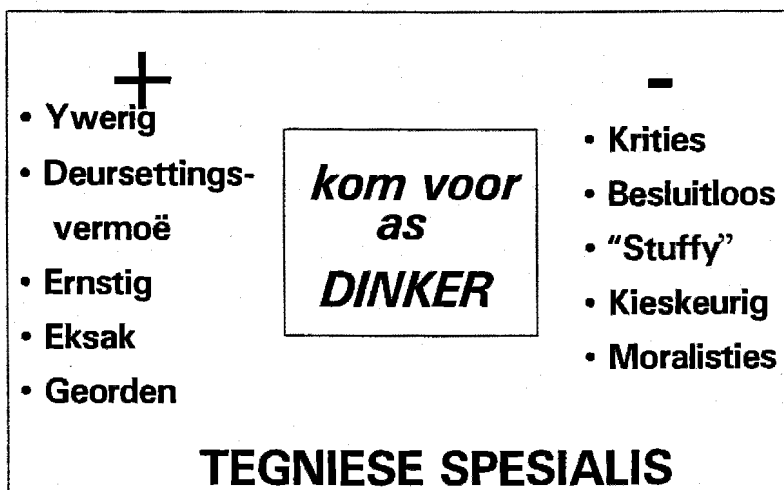 +
• Ywerig
• Deursettings-
vermoë
• Ernstig
• Eksak
• Georden
kom voor
as
DINKER
-
• Krities
• Besluitloos
• “Stuffy”
• Kieskeurig
• Moralisties
TEGNIESE SPESIALIS